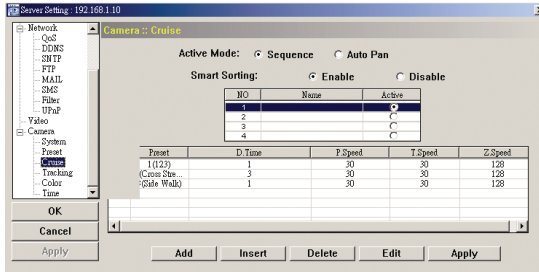 Server Setting : 192.168.1.10
Network
QoS
DDNS
SNTP
FTP
MAIL
SMS
Filter
UPnP
Video
Camera
System
Preset
Cruise
Tracking
Color
Time
OK
Cancel
Apply
Camera :: Cruise
Active Mode: Sequence Auto Pan
Smart Sorting: Enable Disable
NO Name Active
1
2
3
4
Preset D.Time P.Speed T.Speed Z.Speed
1(123) 1 30 30 128
(Cross Stre... 3 30 30 128
(Side Walk) 1 30 30 128
Add Insert Delete Edit Apply